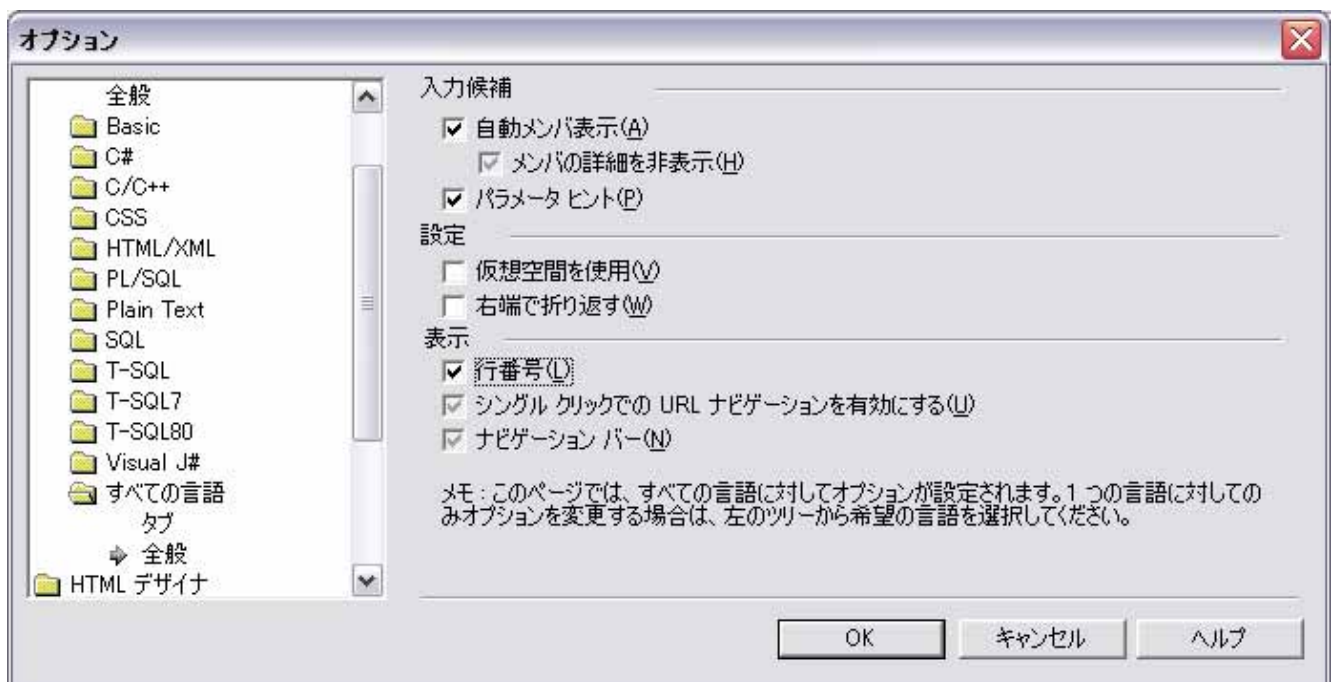 オプション
全般
Basic
C#
C/C++
CSS
HTML/XML
PL/SQL
Plain Text
SQL
T-SQL
T-SQL7
T-SQL80
Visual J#
すべての言語
タブ
全般
HTML デザイナ
入力候補
自動メンバ表示(A)
メンバの詳細を非表示(H)
パラメータ ヒント(P)
設定
仮想空間を使用(V)
右端で折り返す(W)
表示
行番号(L)
シングル クリックでの URL ナビゲーションを有効にする(U)
ナビゲーション バー(N)
メモ : このページでは、すべての言語に対してオプションが設定されます。1 つの言語に対しての
みオプションを変更する場合は、左のツリーから希望の言語を選択してください。
OK
キャンセル
ヘルプ